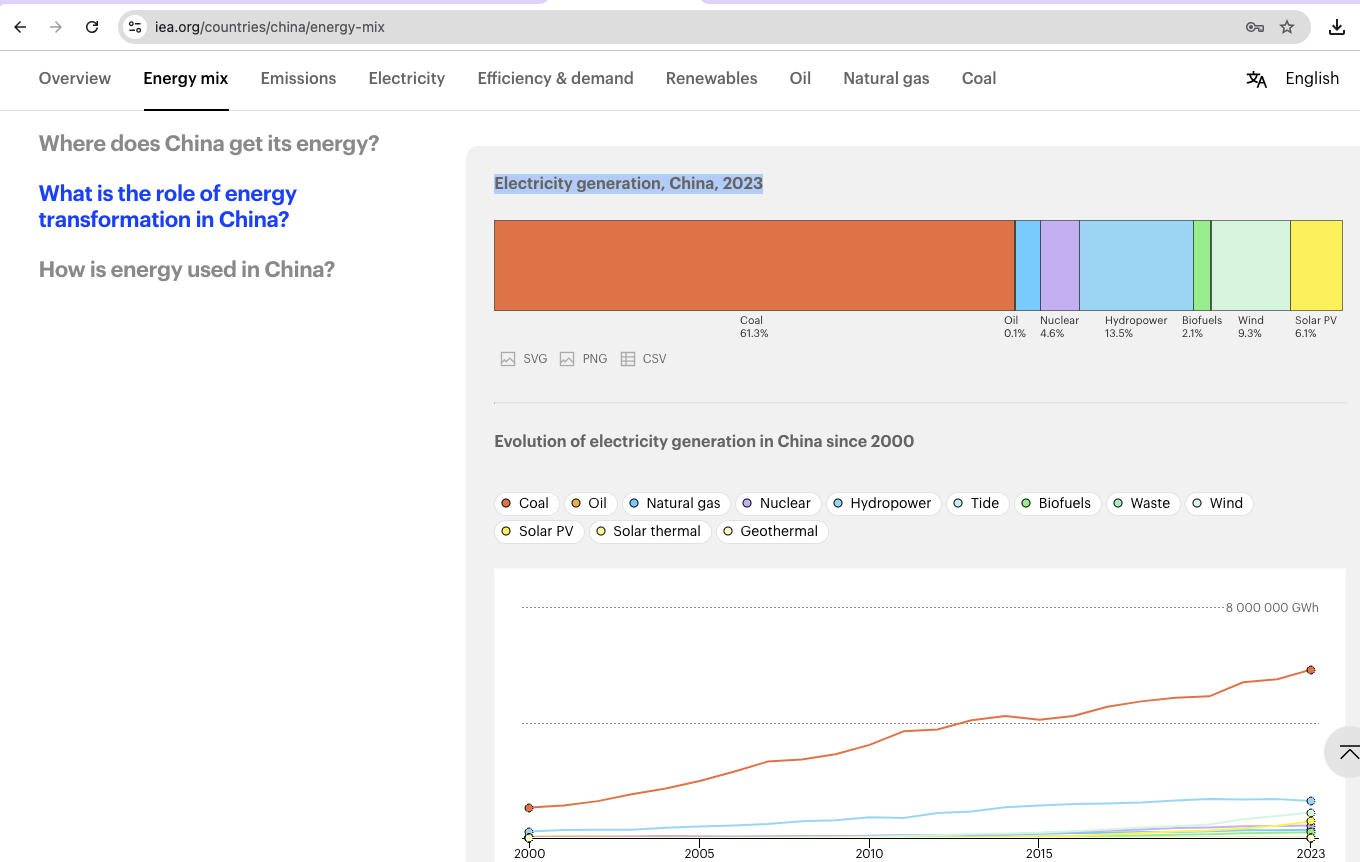 iea.org/countries/china/energy-mix
Overview Energy mix Emissions Electricity Efficiency & demand Renewables Oil Natural gas Coal English
Where does China get its energy?
What is the role of energy
transformation in China?
How is energy used in China?
Electricity generation, China, 2023
Coal Oil Nuclear Hydropower Biofuels Wind Solar PV
61.3% 0.1% 4.6% 13.5% 2.1% 9.3% 6.1%
SVG PNG CSV
Evolution of electricity generation in China since 2000
Coal Oil Natural gas Nuclear Hydropower Tide Biofuels Waste Wind
Solar PV Solar thermal Geothermal
8 000 000 GWh
2000 2005 2010 2015 2023